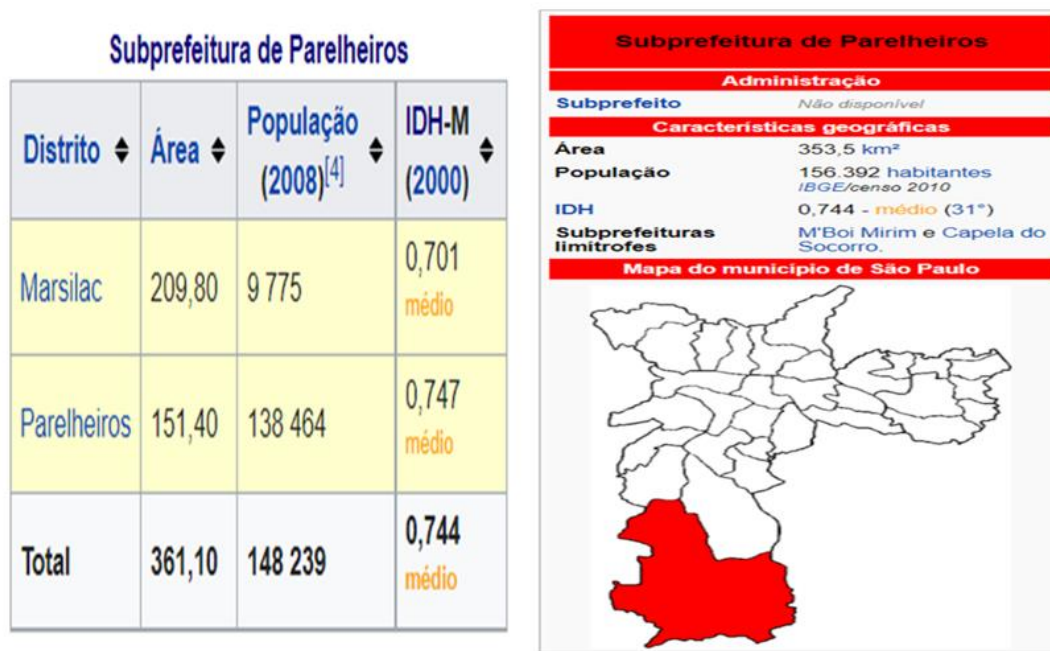 Subprefeitura de Parelheiros
Distrito Área População (2008)[4] IDH-M (2000)
Marsilac 209,80 9 775 0,701 médio
Parelheiros 151,40 138 464 0,747 médio
Total 361,10 148 239 0,744 médio
Subprefeitura de Parelheiros
Administração
Subprefeito Não disponível
Características geográficas
Área 353,5 km²
População 156.392 habitantes
IBGE/censo 2010
IDH 0,744 - médio (31°)
Subprefeituras M'Boi Mirim e Capela do
limítrofes Socorro.
Mapa do município de São Paulo